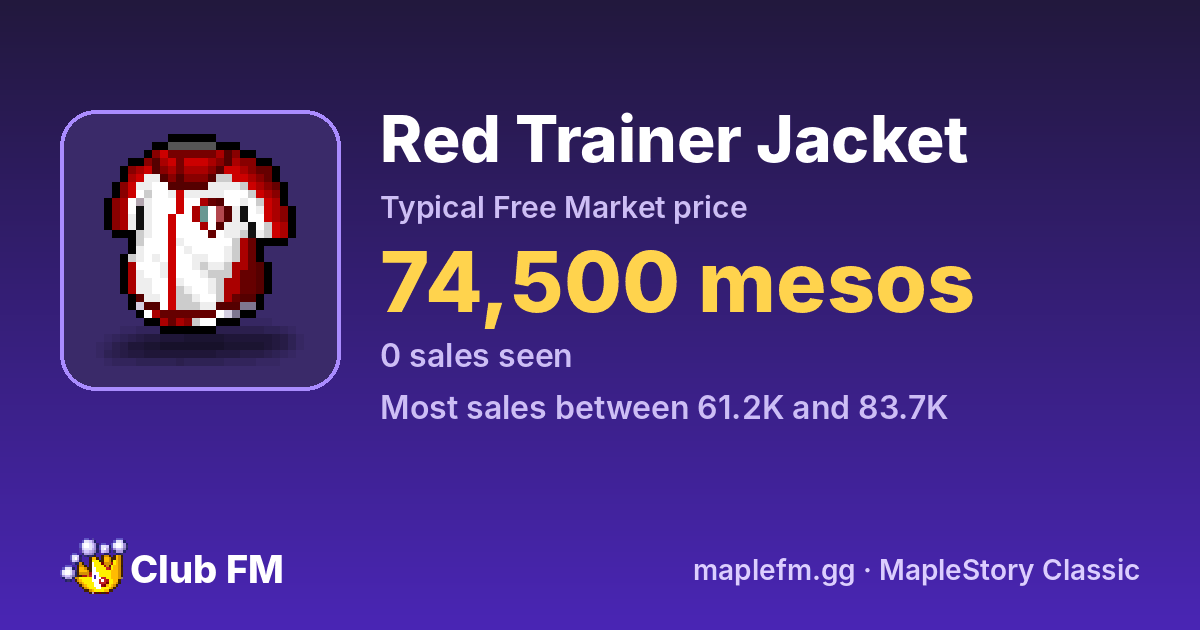 Red Trainer Jacket
Typical Free Market price
74,500 mesos
0 sales seen
Most sales between 61.2K and 83.7K
Club FM
maplefm.gg · MapleStory Classic